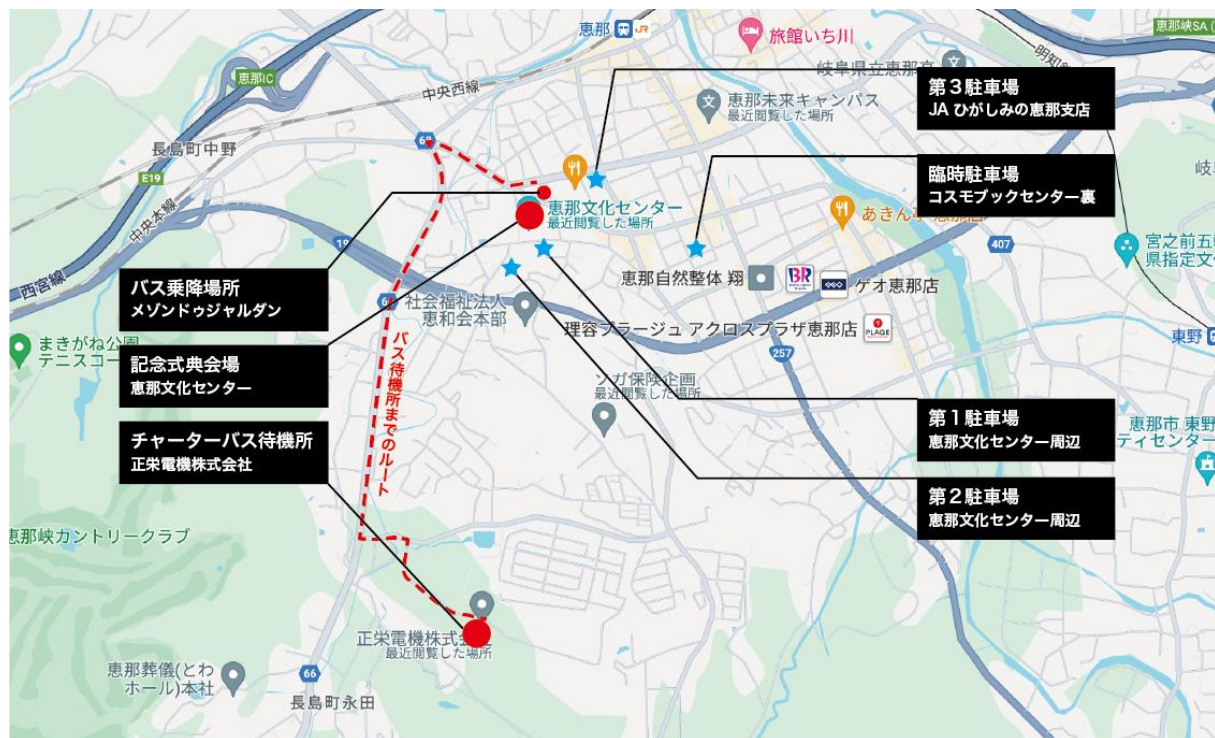 恵那
JR
旅館いち川
恵那峡SA (
明知鉄
岐阜県立恵那高
恵那IC
中央西線
恵那未来キャンパス
最近閲覧した場所
第3駐車場
JA ひがしみの恵那支店
68
長島町中野
E19
中央本線
臨時駐車場
コスモブックセンター裏
岐
恵那文化センター
最近閲覧した場所
19
407
宮之前五
県指定文
西宮線
バス乗降場所
メゾンドゥジャルダン
恵那自然整体 翔
BR
GEO
ゲオ恵那店
社会福祉法人
恵和会本部
理容プラージュ アクロスプラザ恵那店
PLAGE
まきがね公園
テニスコー
東野
257
記念式典会場
恵那文化センター
バス待機所までのルート
ソガ保険企画
最近閲覧した場所
第1駐車場
恵那文化センター周辺
恵那市 東野
ティセンター
チャーターバス待機所
正栄電機株式会社
第2駐車場
恵那文化センター周辺
恵那峡カントリークラブ
正栄電機株式
最近閲覧した場所
恵那葬儀(とわ
ホール)本社
66
長島町永田